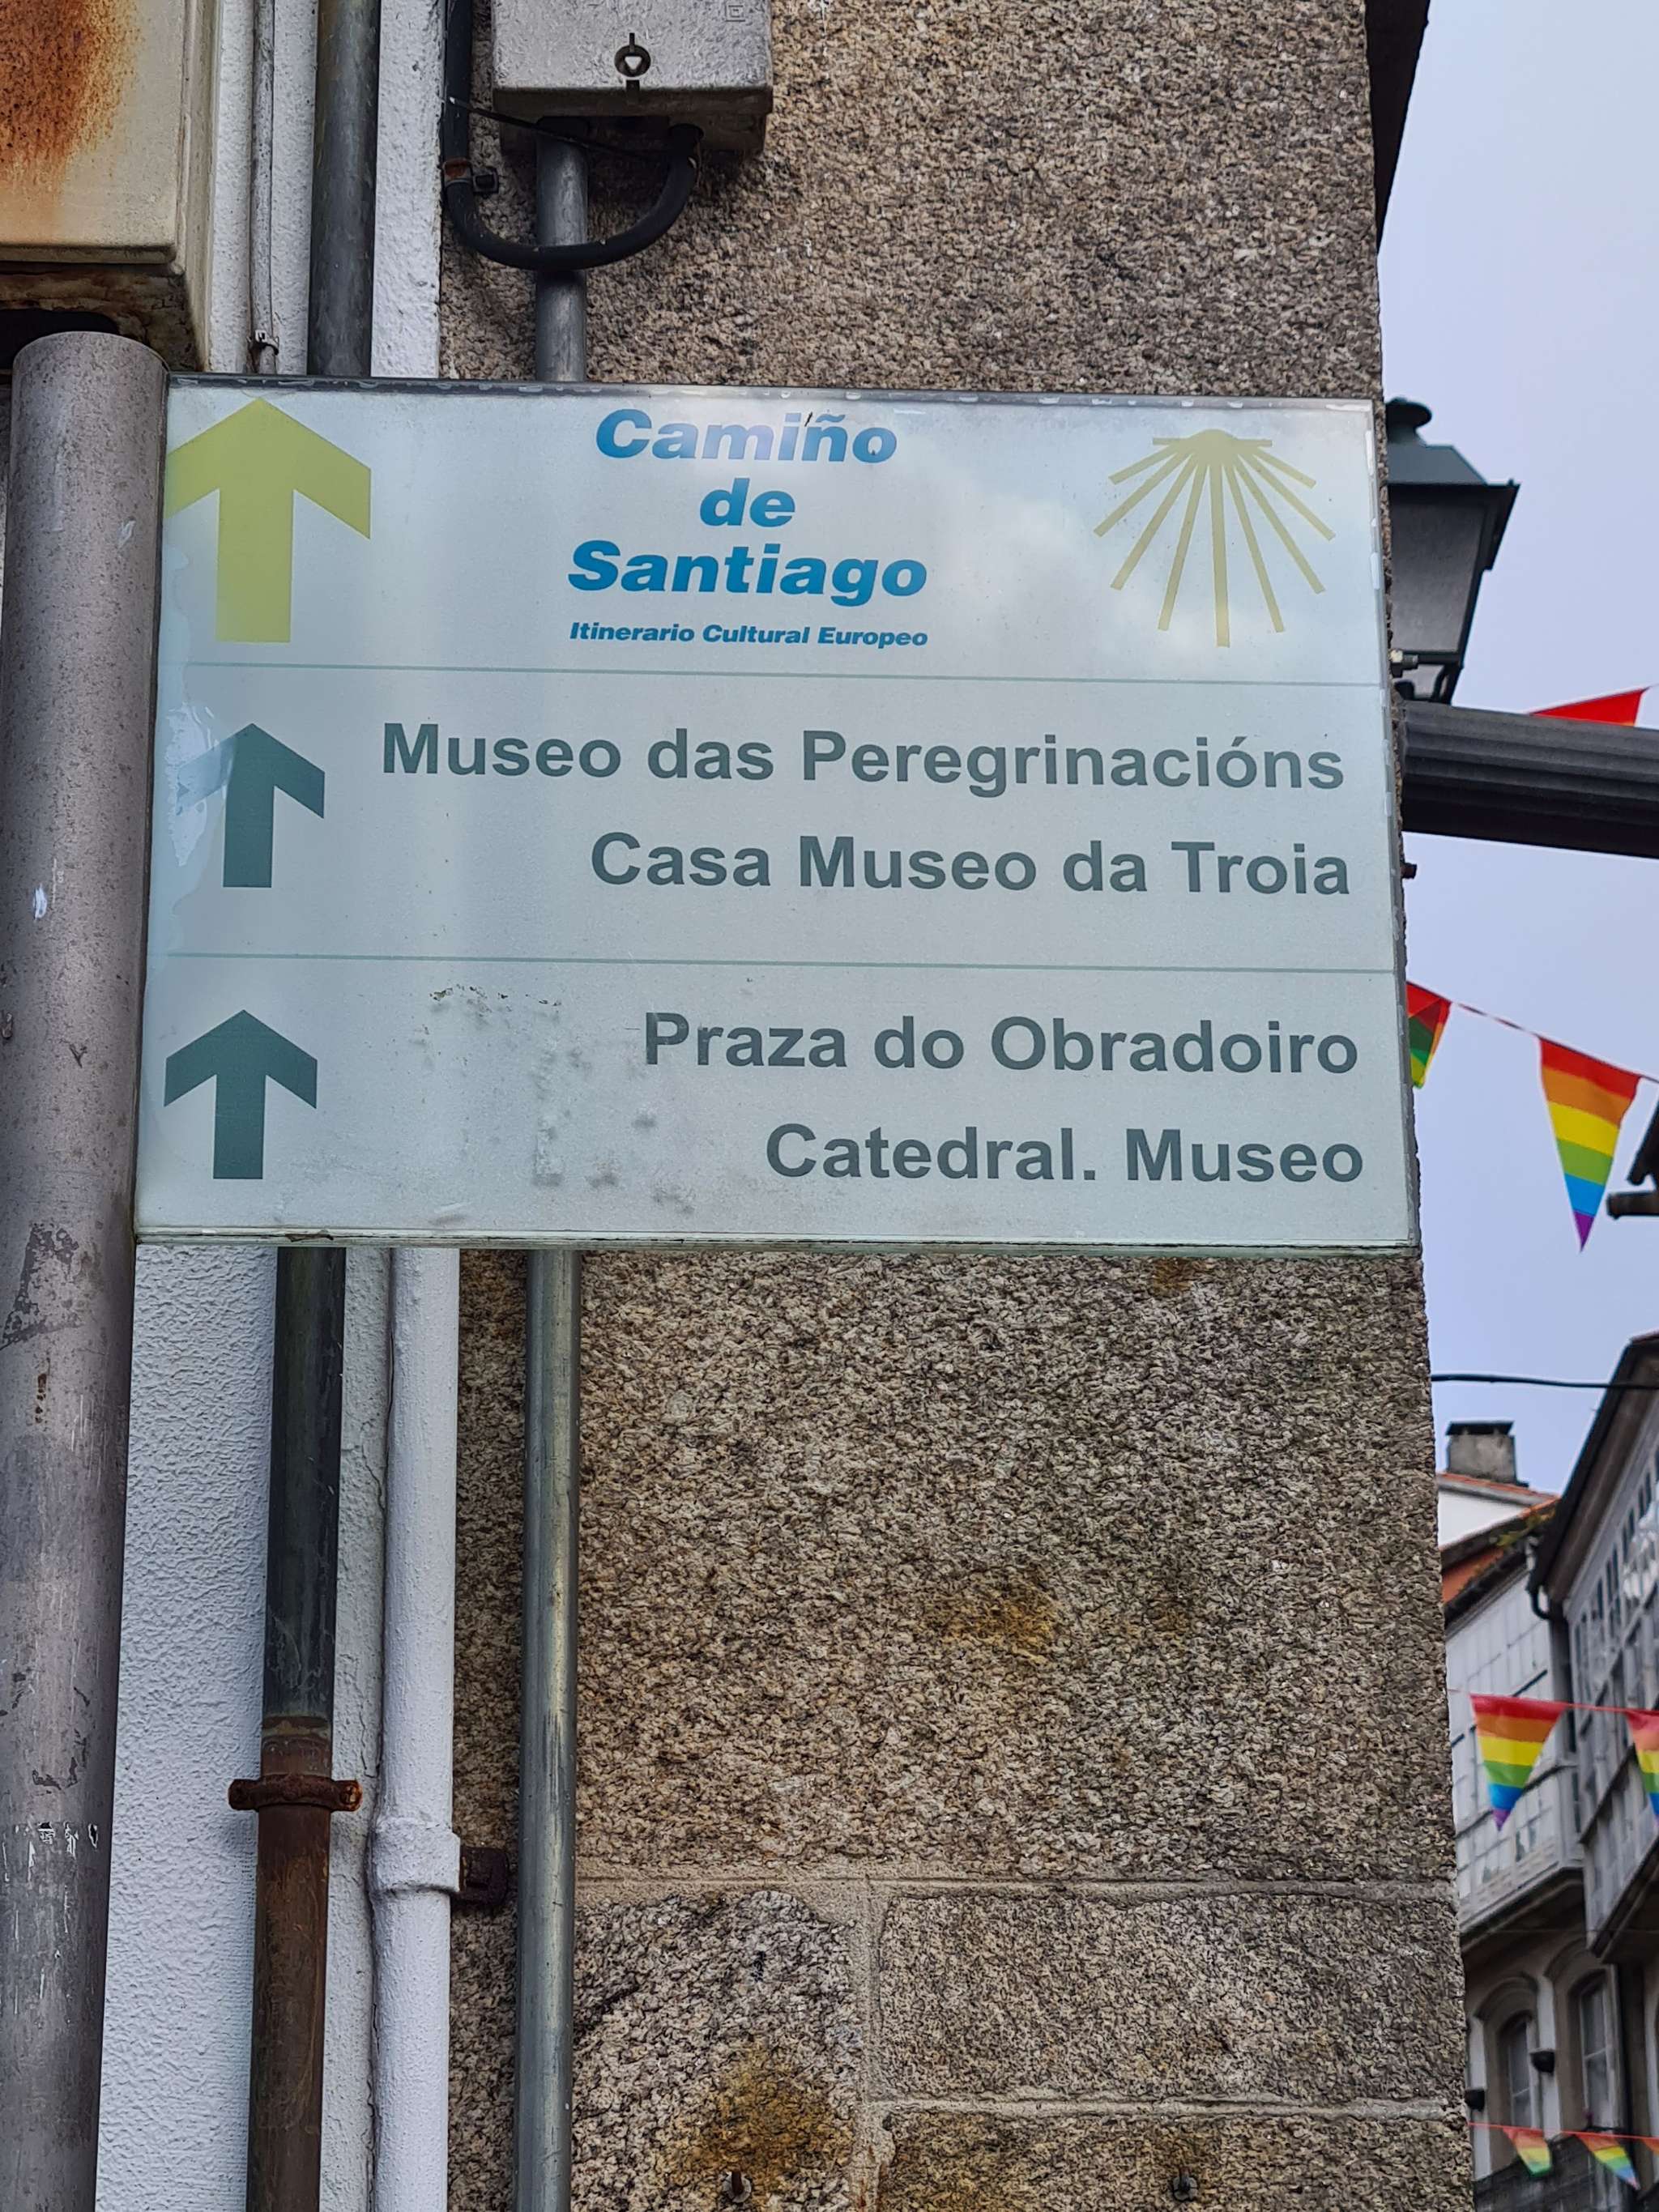 Camiño
de
Santiago
Itinerario Cultural Europeo
Museo das Peregrinacións
Casa Museo da Troia
Praza do Obradoiro
Catedral. Museo